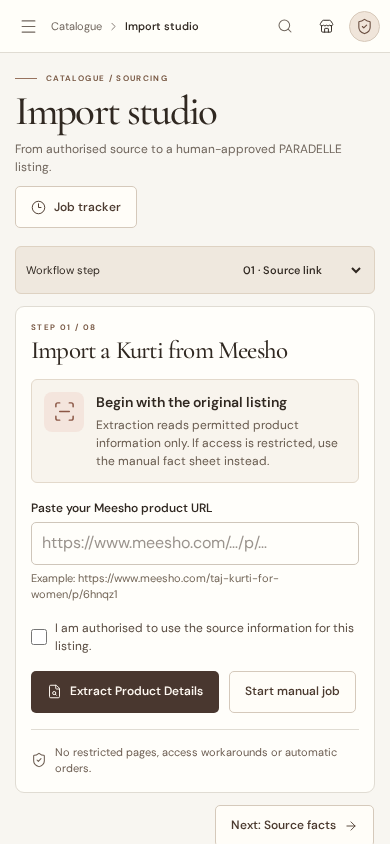 Catalogue > Import studio
CATALOGUE / SOURCING
Import studio
From authorised source to a human-approved PARADELLE
listing.
Job tracker
Workflow step 01 · Source link
STEP 01 / 08
Import a Kurti from Meesho
Begin with the original listing
Extraction reads permitted product
information only. If access is restricted, use
the manual fact sheet instead.
Paste your Meesho product URL
https://www.meesho.com/.../p/...
Example: https://www.meesho.com/taj-kurti-for-
women/p/6hnqz1
I am authorised to use the source information for this
listing.
Extract Product Details Start manual job
No restricted pages, access workarounds or automatic
orders.
Next: Source facts